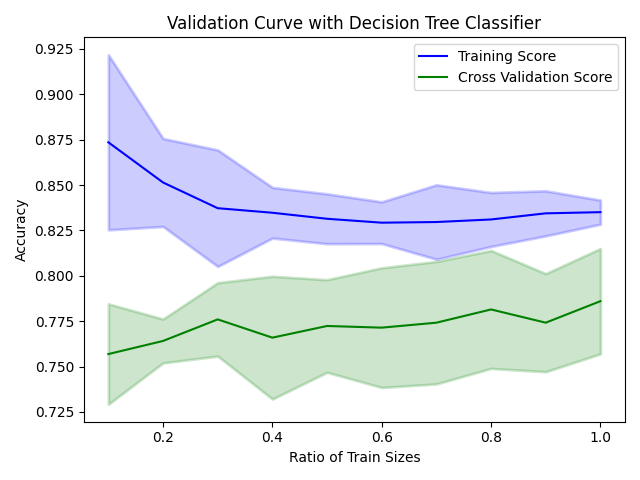 Validation Curve with Decision Tree Classifier
Training Score
Cross Validation Score
0.925
0.900
0.875
0.850
0.825
0.800
0.775
0.750
0.725
Accuracy
0.2
0.4
0.6
0.8
1.0
Ratio of Train Sizes